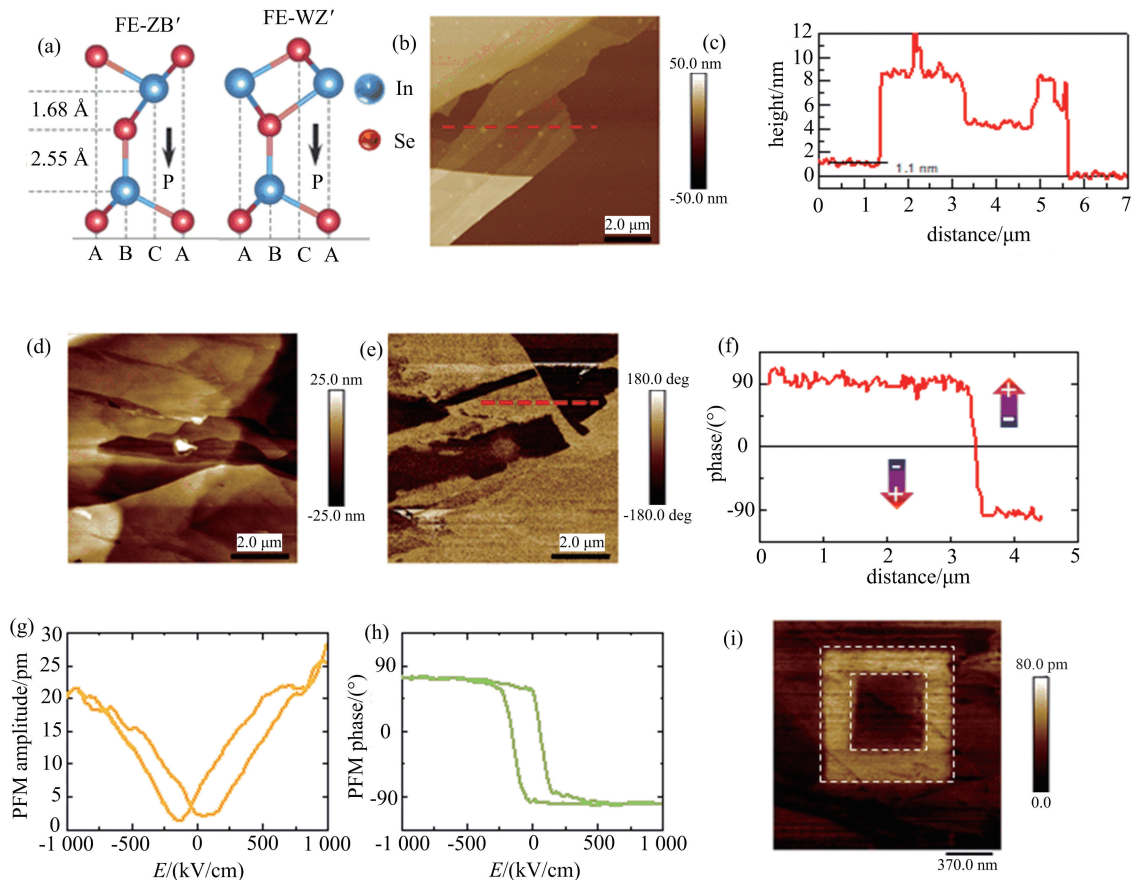 (a)
FE-ZB′
FE-WZ′
1.68 Å
2.55 Å
P
P
In
Se
A B C A
A B C A
(b)
50.0 nm
-50.0 nm
2.0 μm
(c)
height/nm
12
10
8
6
4
2
0
1.1 nm
0 1 2 3 4 5 6 7
distance/μm
(d)
25.0 nm
-25.0 nm
2.0 μm
(e)
180.0 deg
-180.0 deg
2.0 μm
(f)
phase/(°)
90
0
-90
+
-
-
+
0 1 2 3 4 5
distance/μm
(g)
PFM amplitude/pm
30
25
20
15
10
5
0
-1 000 -500 0 500 1 000
E/(kV/cm)
(h)
PFM phase/(°)
90
0
-90
-1 000 -500 0 500 1 000
E/(kV/cm)
(i)
80.0 pm
0.0
370.0 nm